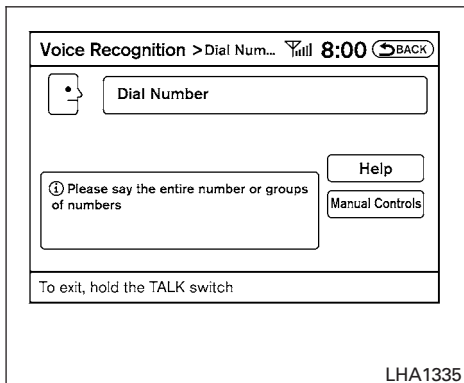 Voice Recognition >Dial Num... 8:00 BACK
Dial Number
Help
ⓘ Please say the entire number or groups
of numbers
Manual Controls
To exit, hold the TALK switch
LHA1335